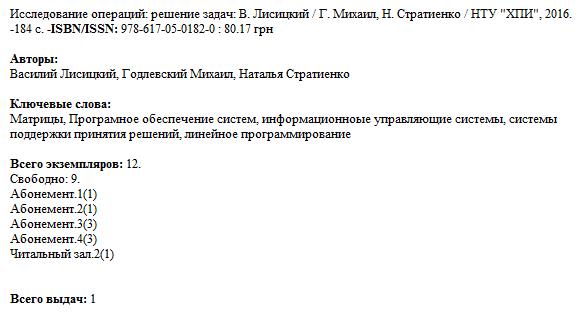 Исследование операций: решение задач: В. Лисицкий / Г. Михаил, Н. Стратиенко / НТУ "ХПИ", 2016.
-184 с. -ISBN/ISSN: 978-617-05-0182-0 : 80.17 грн
Авторы:
Василий Лисицкий, Годлевский Михаил, Наталья Стратиенко
Ключевые слова:
Матрицы, Програмное обеспечение систем, информационоые управляющие системы, системы
поддержки принятия решений, линейное программирование
Всего экземпляров: 12.
Свободно: 9.
Абонемент.1(1)
Абонемент.2(1)
Абонемент.3(3)
Абонемент.4(3)
Читальный зал.2(1)
Всего выдач: 1